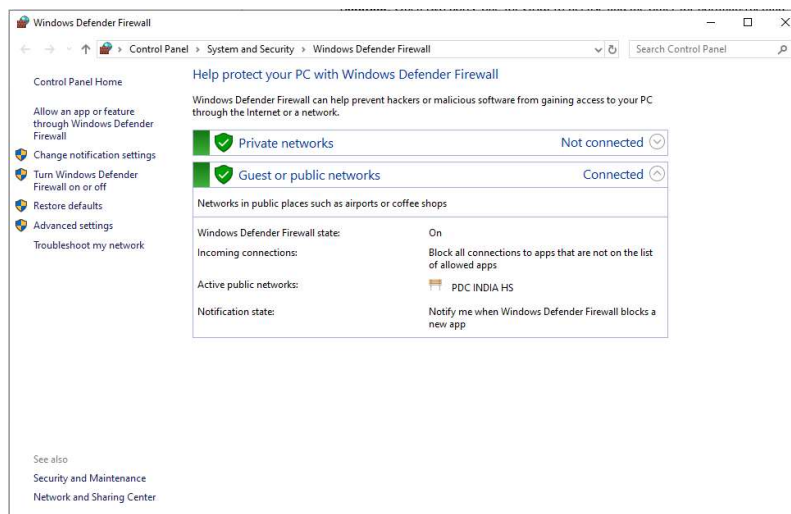 Windows Defender Firewall
Control Panel › System and Security › Windows Defender Firewall
Search Control Panel
Control Panel Home
Allow an app or feature
through Windows Defender
Firewall
Change notification settings
Turn Windows Defender
Firewall on or off
Restore defaults
Advanced settings
Troubleshoot my network
Help protect your PC with Windows Defender Firewall
Windows Defender Firewall can help prevent hackers or malicious software from gaining access to your PC
through the Internet or a network.
Private networks Not connected
Guest or public networks Connected
Networks in public places such as airports or coffee shops
Windows Defender Firewall state: On
Incoming connections: Block all connections to apps that are not on the list
of allowed apps
Active public networks: PDC INDIA HS
Notification state: Notify me when Windows Defender Firewall blocks a
new app
See also
Security and Maintenance
Network and Sharing Center